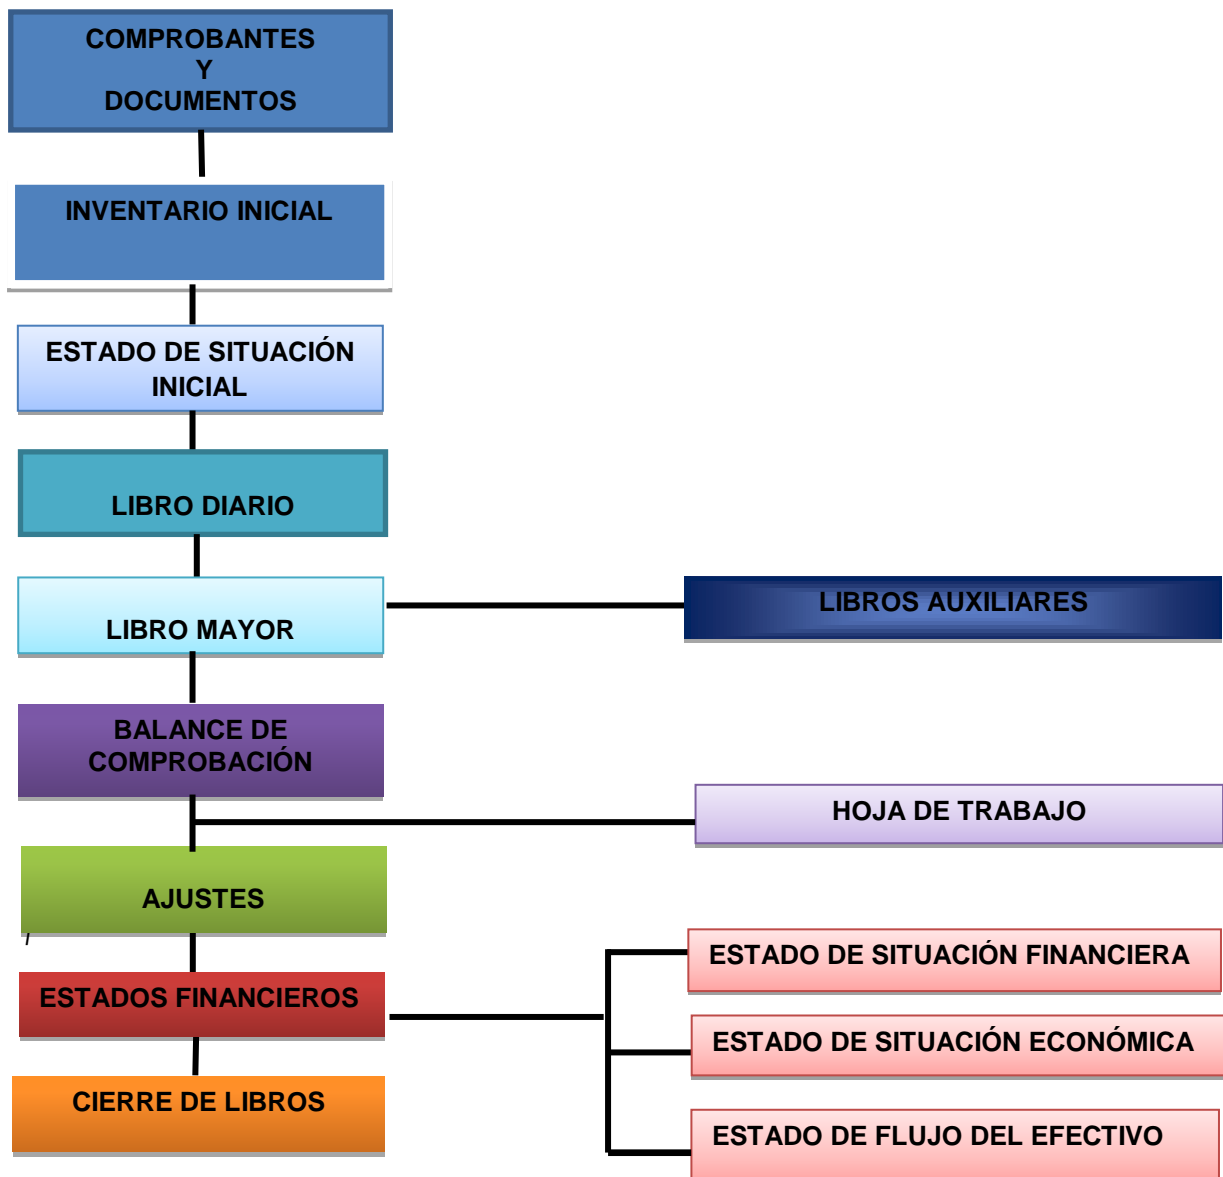 COMPROBANTES
Y
DOCUMENTOS
INVENTARIO INICIAL
ESTADO DE SITUACIÓN
INICIAL
LIBRO DIARIO
LIBRO MAYOR
LIBROS AUXILIARES
BALANCE DE
COMPROBACIÓN
HOJA DE TRABAJO
AJUSTES
/
ESTADOS FINANCIEROS
ESTADO DE SITUACIÓN FINANCIERA
ESTADO DE SITUACIÓN ECONÓMICA
ESTADO DE FLUJO DEL EFECTIVO
CIERRE DE LIBROS